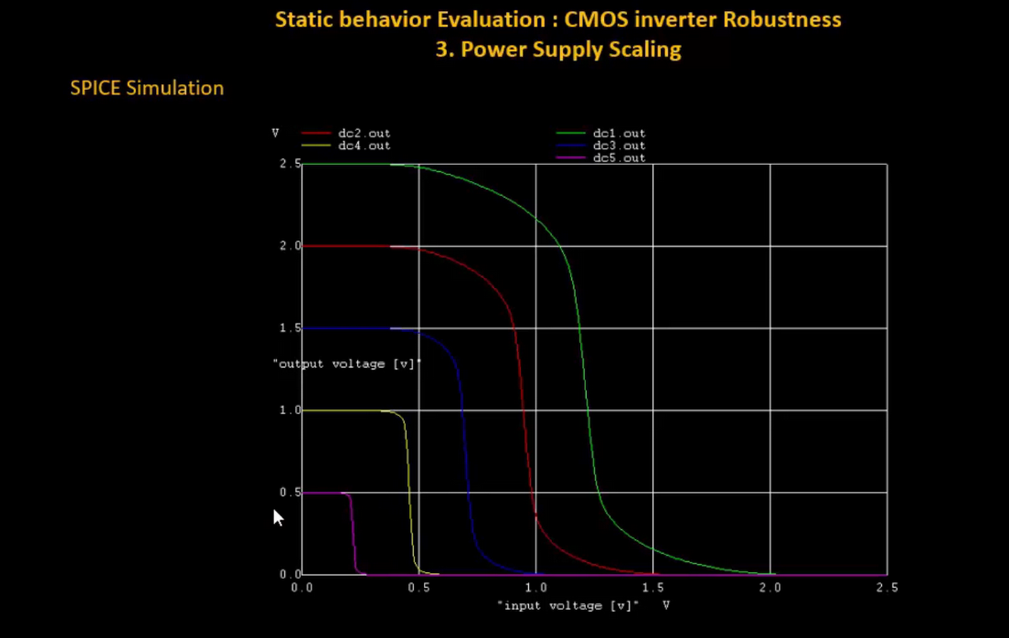 Static behavior Evaluation : CMOS inverter Robustness
3. Power Supply Scaling
SPICE Simulation
V dc2.out dc1.out
dc4.out dc3.out
dc5.out
2.5
2.0
1.5
"output voltage [v]"
1.0
0.5
0.0
0.0 0.5 1.0 1.5 2.0 2.5
"input voltage [v]" V